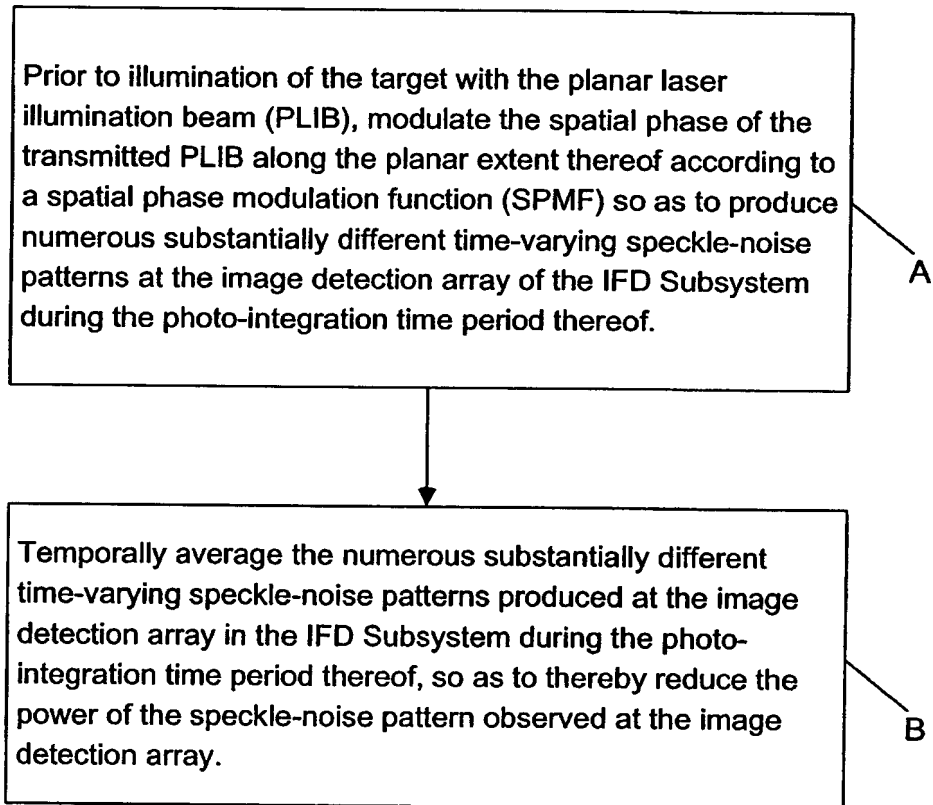 Prior to illumination of the target with the planar laser
illumination beam (PLIB), modulate the spatial phase of the
transmitted PLIB along the planar extent thereof according to
a spatial phase modulation function (SPMF) so as to produce
numerous substantially different time-varying speckle-noise
patterns at the image detection array of the IFD Subsystem
during the photo-integration time period thereof.
A
Temporally average the numerous substantially different
time-varying speckle-noise patterns produced at the image
detection array in the IFD Subsystem during the photo-
integration time period thereof, so as to thereby reduce the
power of the speckle-noise pattern observed at the image
detection array.
B